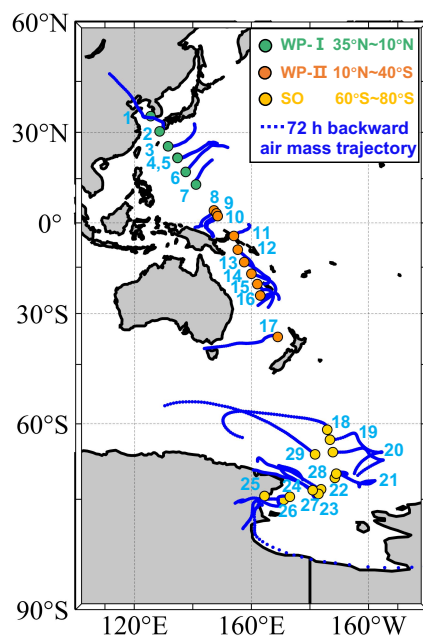 60°N
WP-Ⅰ 35°N~10°N
WP-Ⅱ 10°N~40°S
SO 60°S~80°S
72 h backward
air mass trajectory
1
30°N
2
3
4,5
6
7
8 9
0°
10
11
12
13
15
16
30°S
17
60°S
18
19
29
20
28
21
25 24
22
26 27 23
90°S
120°E 160°E 160°W